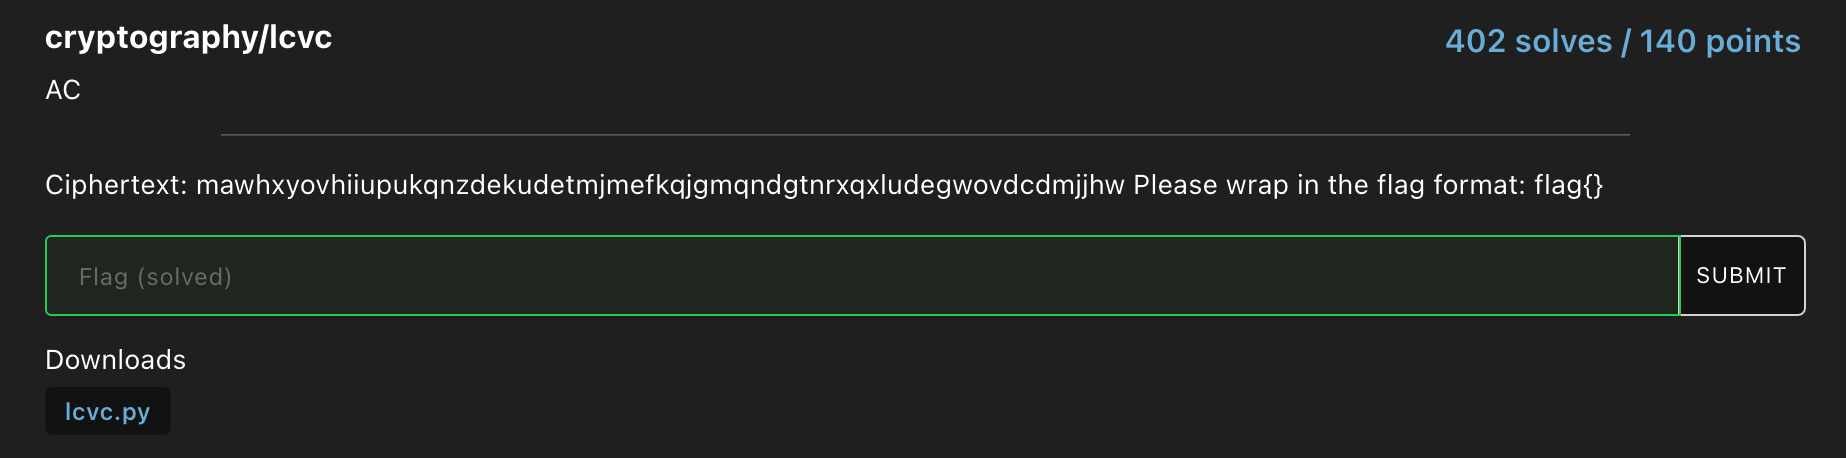 cryptography/lcvc
402 solves / 140 points
AC
Ciphertext: mawhxyovhiiupukqnzdekudetmjmefkqjgmqndgtnrxqxludegwovdcdmjjhw Please wrap in the flag format: flag{}
Flag (solved)
SUBMIT
Downloads
lcvc.py